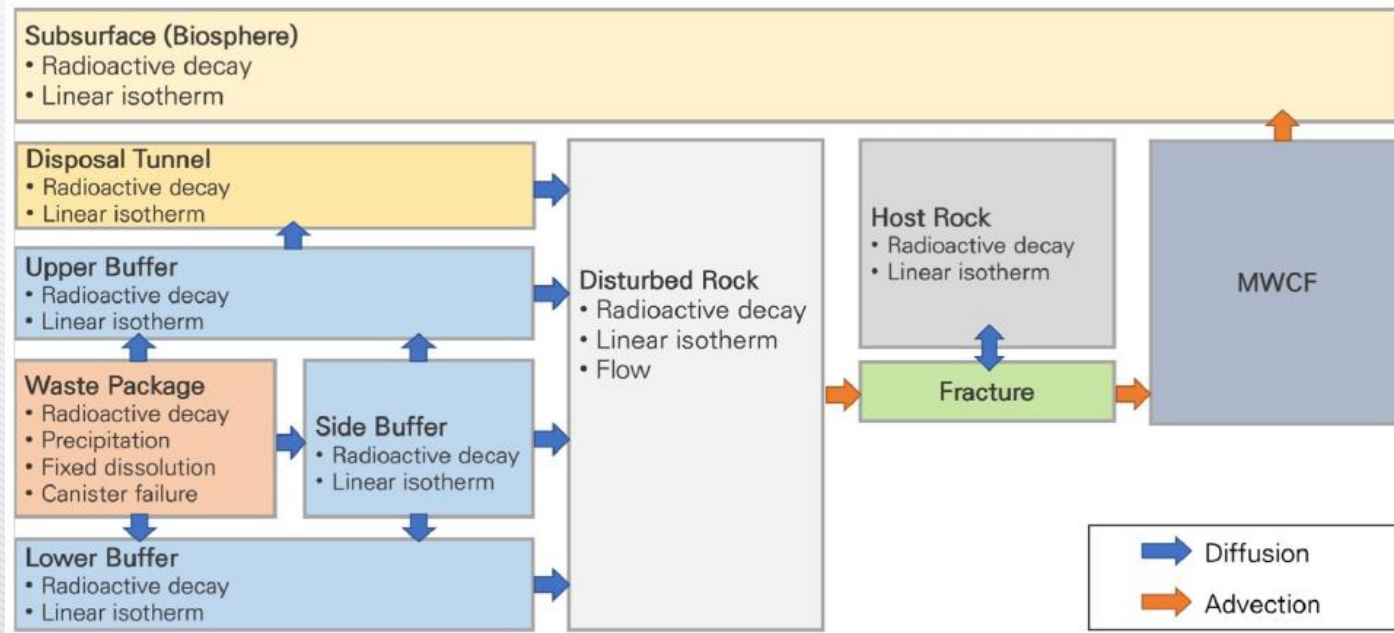 Subsurface (Biosphere)
• Radioactive decay
• Linear isotherm
Disposal Tunnel
• Radioactive decay
• Linear isotherm
Upper Buffer
• Radioactive decay
• Linear isotherm
Waste Package
• Radioactive decay
• Precipitation
• Fixed dissolution
• Canister failure
Side Buffer
• Radioactive decay
• Linear isotherm
Lower Buffer
• Radioactive decay
• Linear isotherm
Disturbed Rock
• Radioactive decay
• Linear isotherm
• Flow
Host Rock
• Radioactive decay
• Linear isotherm
Fracture
MWCF
Diffusion
Advection